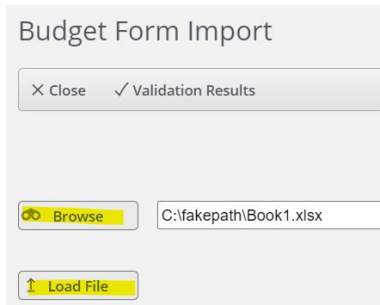 Budget Form Import
Close Validation Results
Browse C:\fakepath\Book1.xlsx
Load File